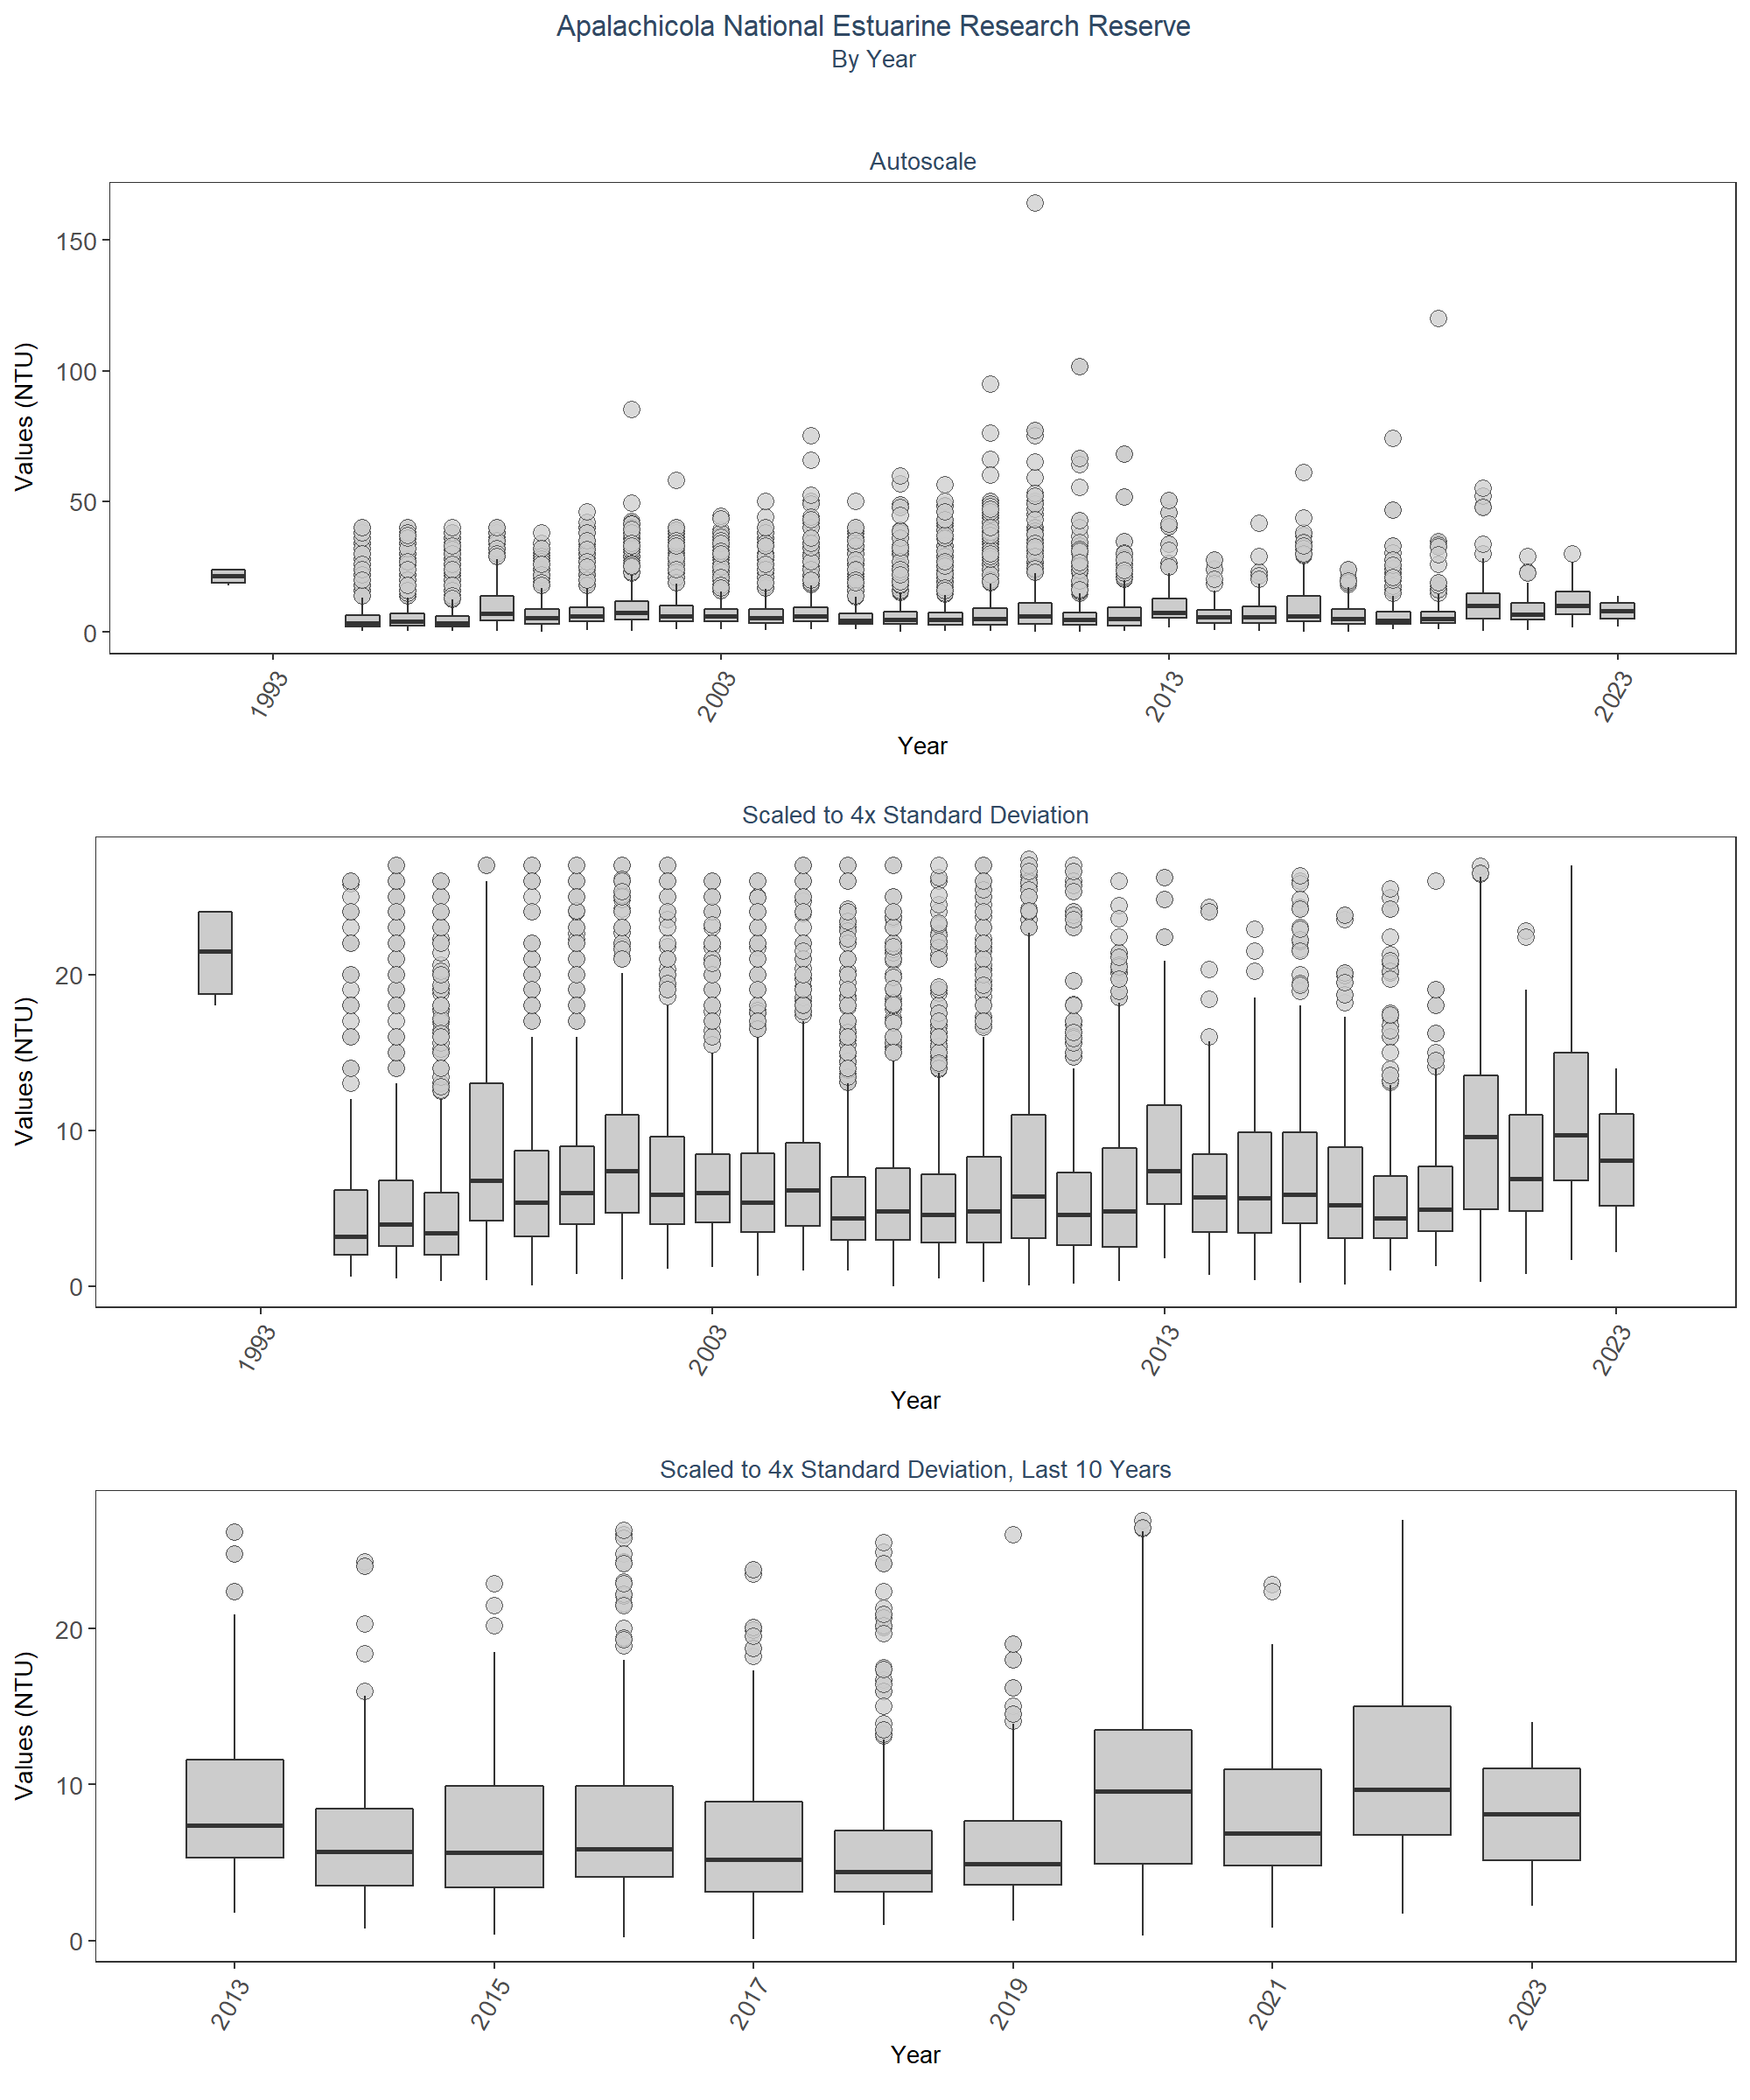 Apalachicola National Estuarine Research Reserve
By Year
Autoscale
Values (NTU)
150
100
50
0
1993
2003
2013
2023
Year
Scaled to 4x Standard Deviation
Values (NTU)
20
10
0
1993
2003
2013
2023
Year
Scaled to 4x Standard Deviation, Last 10 Years
Values (NTU)
20
10
0
2013
2015
2017
2019
2021
2023
Year